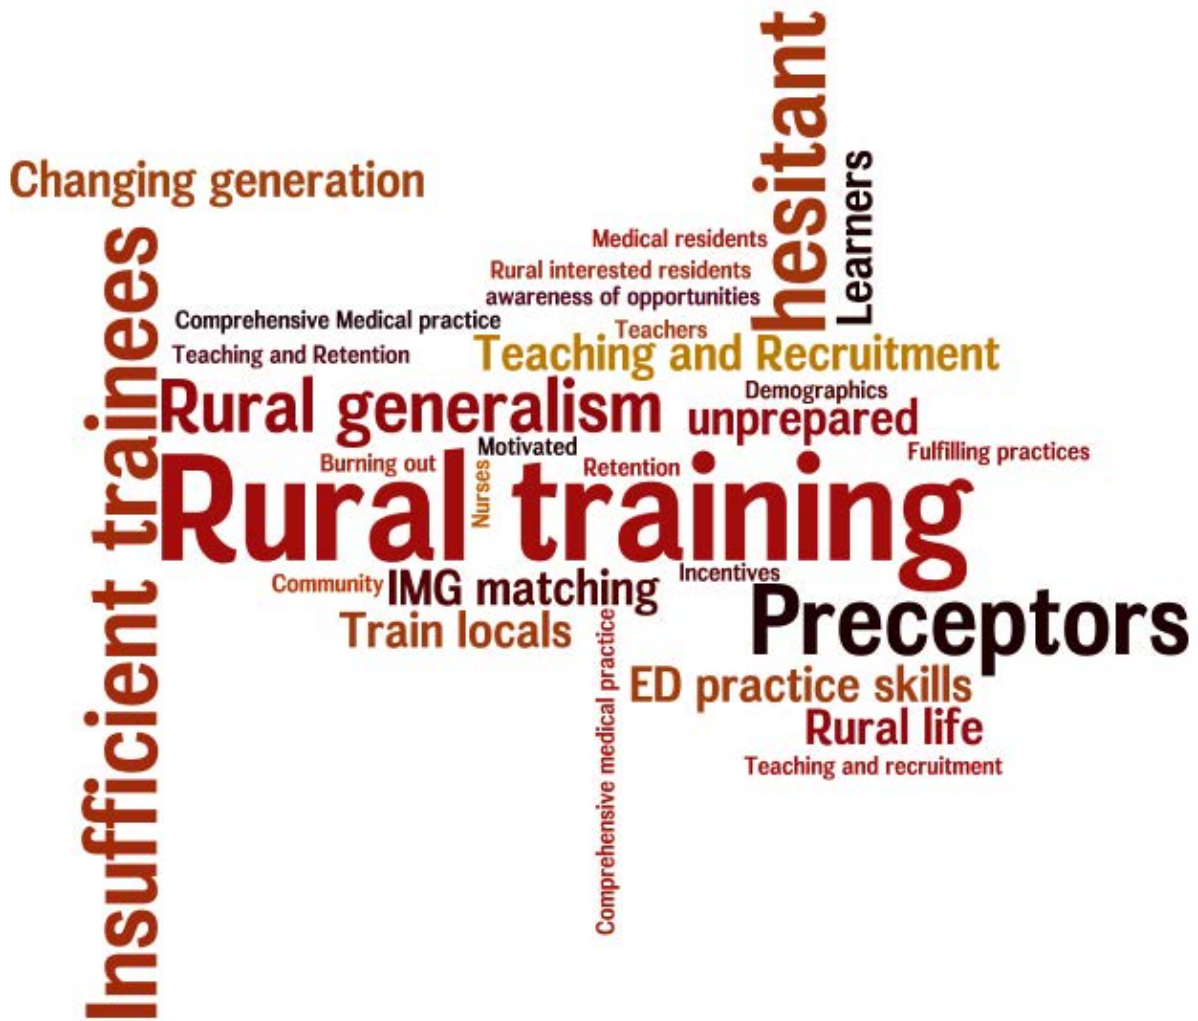 hesitant
Learners
Changing generation
Insufficient trainees
Medical residents
Rural interested residents
awareness of opportunities
Comprehensive Medical practice
Teachers
Teaching and Retention
Teaching and Recruitment
Demographics
Rural generalism
unprepared
Motivated
Fulfilling practices
Burning out
Nurses
Retention
Rural training
Community
IMG matching
Incentives
Preceptors
Train locals
Comprehensive medical practice
ED practice skills
Rural life
Teaching and recruitment